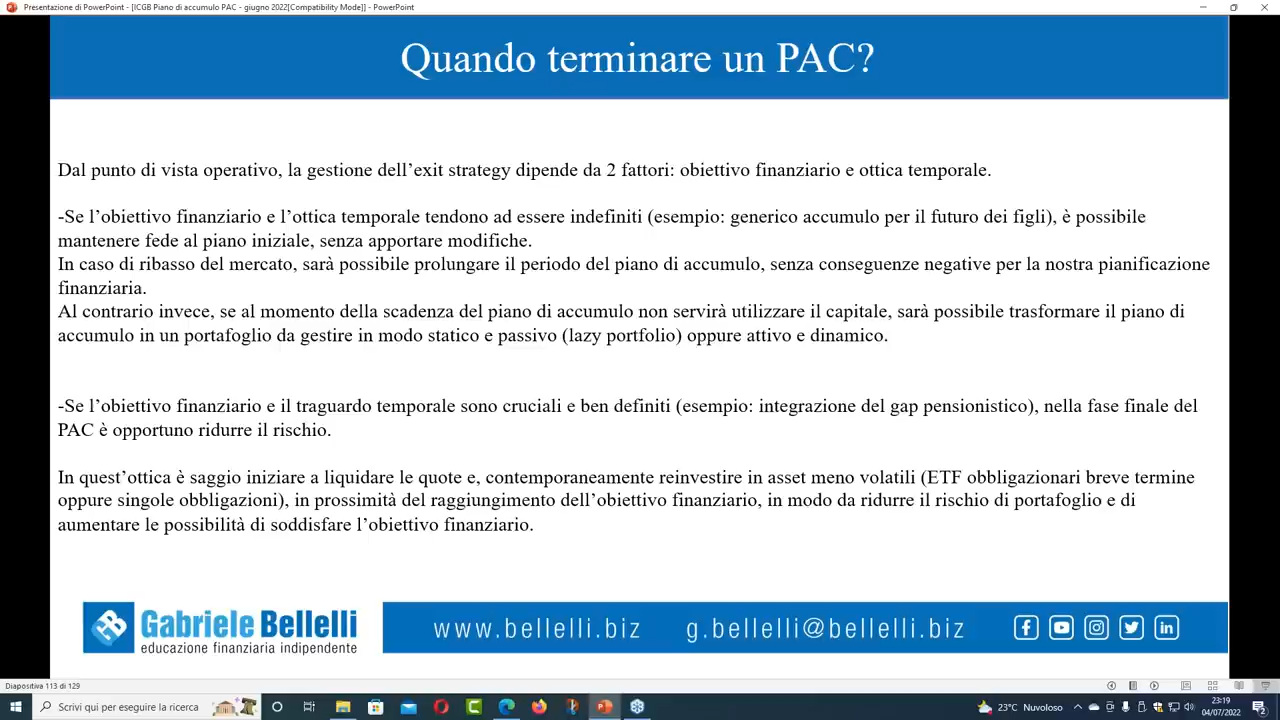 Presentazione di PowerPoint - [ICGB Piano di accumulo PAC - giugno 2022[Compatibility Mode]] - PowerPoint
Quando terminare un PAC?
Dal punto di vista operativo, la gestione dell’exit strategy dipende da 2 fattori: obiettivo finanziario e ottica temporale.
-Se l’obiettivo finanziario e l’ottica temporale tendono ad essere indefiniti (esempio: generico accumulo per il futuro dei figli), è possibile
mantenere fede al piano iniziale, senza apportare modifiche.
In caso di ribasso del mercato, sarà possibile prolungare il periodo del piano di accumulo, senza conseguenze negative per la nostra pianificazione
finanziaria.
Al contrario invece, se al momento della scadenza del piano di accumulo non servirà utilizzare il capitale, sarà possibile trasformare il piano di
accumulo in un portafoglio da gestire in modo statico e passivo (lazy portfolio) oppure attivo e dinamico.
-Se l’obiettivo finanziario e il traguardo temporale sono cruciali e ben definiti (esempio: integrazione del gap pensionistico), nella fase finale del
PAC è opportuno ridurre il rischio.
In quest’ottica è saggio iniziare a liquidare le quote e, contemporaneamente reinvestire in asset meno volatili (ETF obbligazionari breve termine
oppure singole obbligazioni), in prossimità del raggiungimento dell’obiettivo finanziario, in modo da ridurre il rischio di portafoglio e di
aumentare le possibilità di soddisfare l’obiettivo finanziario.
Gabriele Bellelli
educazione finanziaria indipendente
www.bellelli.biz g.bellelli@bellelli.biz
Diapositiva 113 di 129
Scrivi qui per eseguire la ricerca
23°C Nuvoloso
23:19
04/07/2022